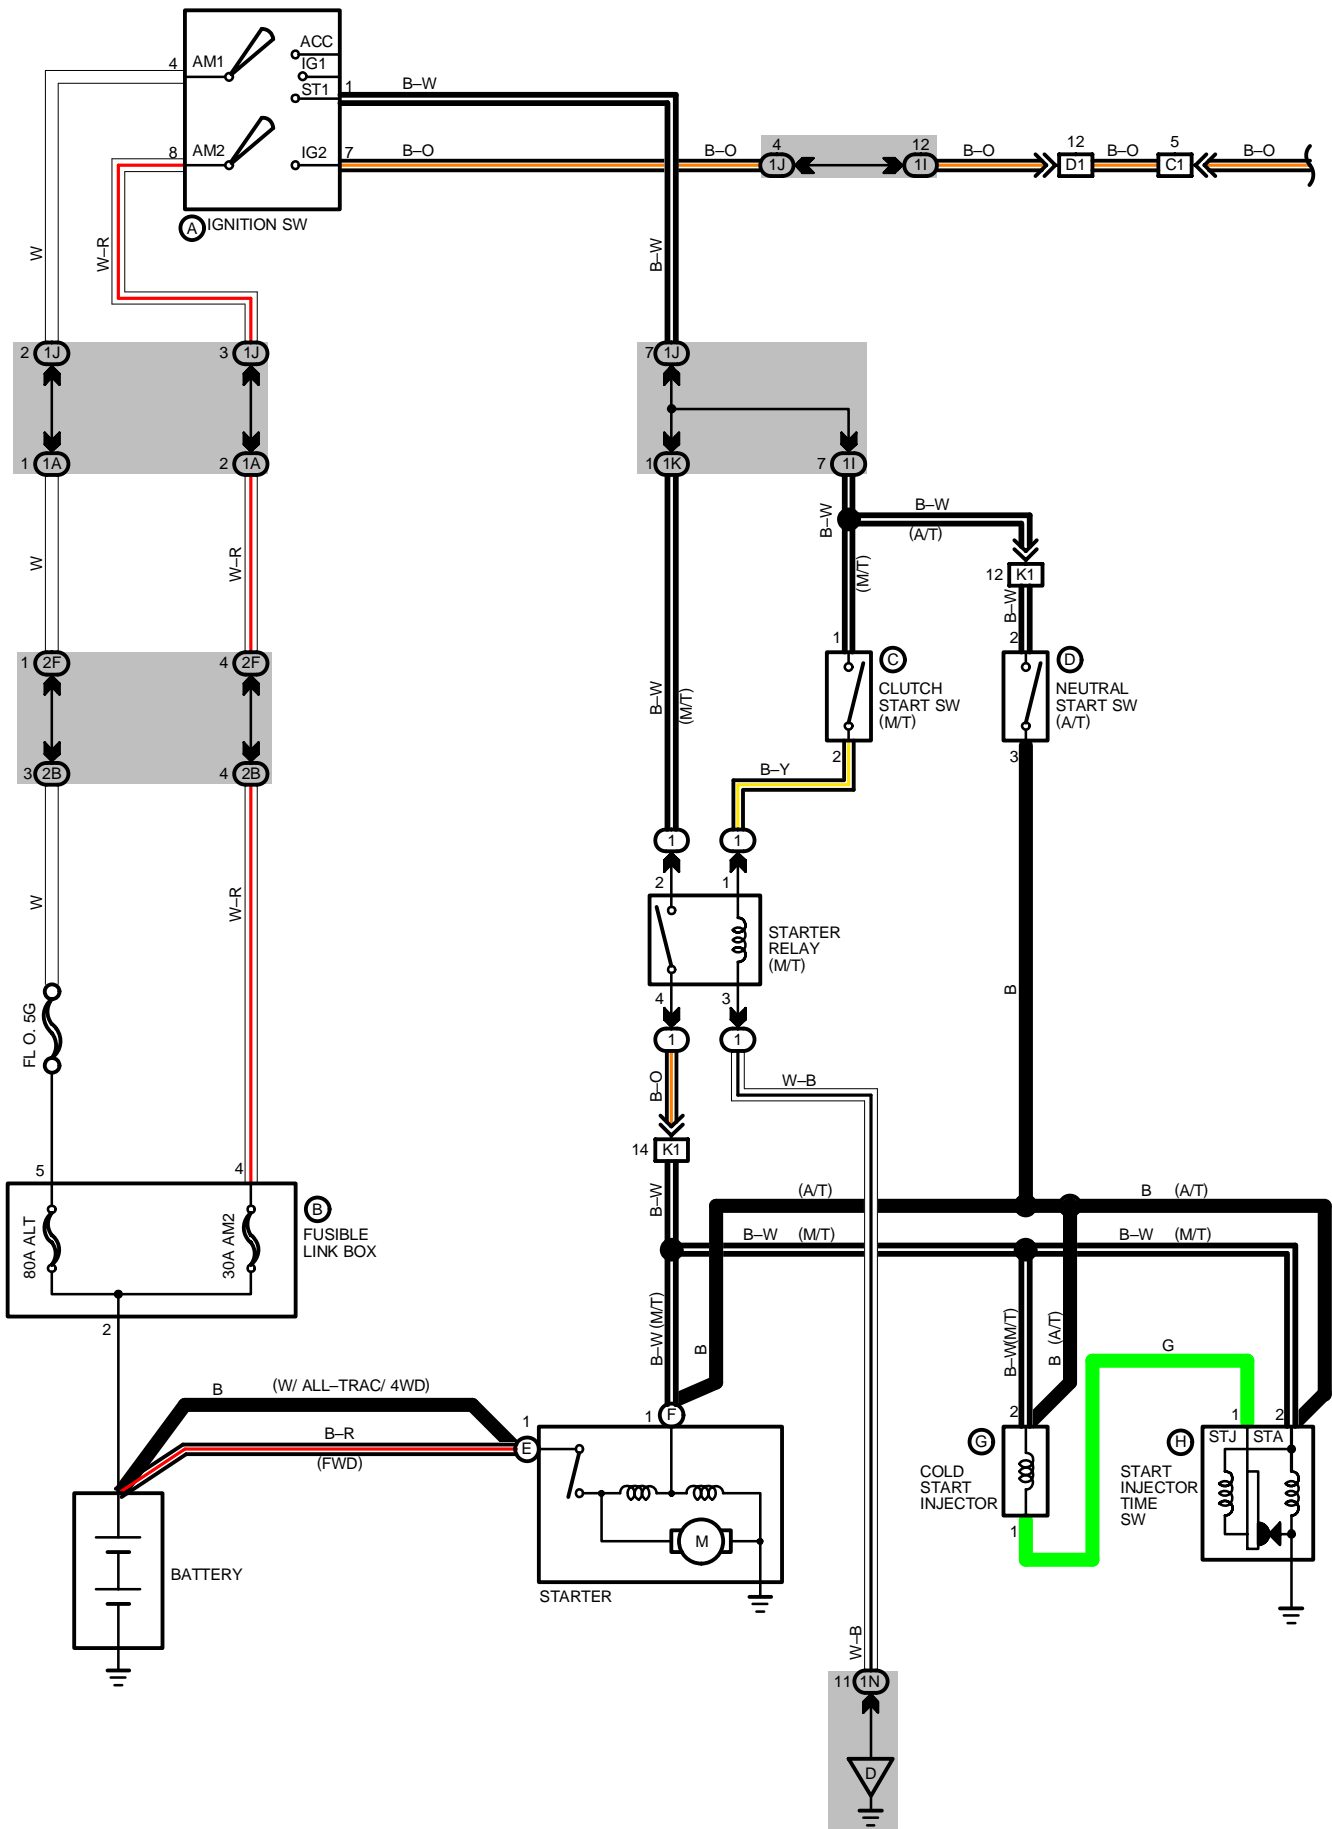 ACC
4
AM1
IG1
ST1
1
B–W
8
AM2
IG2
7
B–O
B–O
4
1J
12
1I
B–O
12
D1
B–O
5
C1
B–O
A
IGNITION SW
W
W–R
B–W
2
1J
3
1J
7
1J
1
1A
2
1A
1
1K
7
1I
W
W–R
B–W
B–W
(A/T)
(M/T)
12
K1
B–W
1
2F
4
2F
B–W
(M/T)
1
C
CLUTCH
START SW
(M/T)
2
2
D
NEUTRAL
START SW
(A/T)
3
3
2B
4
2B
B–Y
1
1
W
W–R
2
1
STARTER
RELAY
(M/T)
4
3
B
FL O. 5G
1
1
B–O
W–B
14
K1
5
4
B–W
(A/T)
B
(A/T)
80A ALT
30A AM2
B
FUSIBLE
LINK BOX
B–W
(M/T)
B–W
(M/T)
2
B–W (M/T)
B
B–W(M/T)
B (A/T)
G
B
(W/ ALL–TRAC/ 4WD)
1
E
B–R
(FWD)
1
F
2
G
COLD
START
INJECTOR
1
1
2
STJ
STA
H
START
INJECTOR
TIME
SW
M
BATTERY
STARTER
W–B
11
1N
D